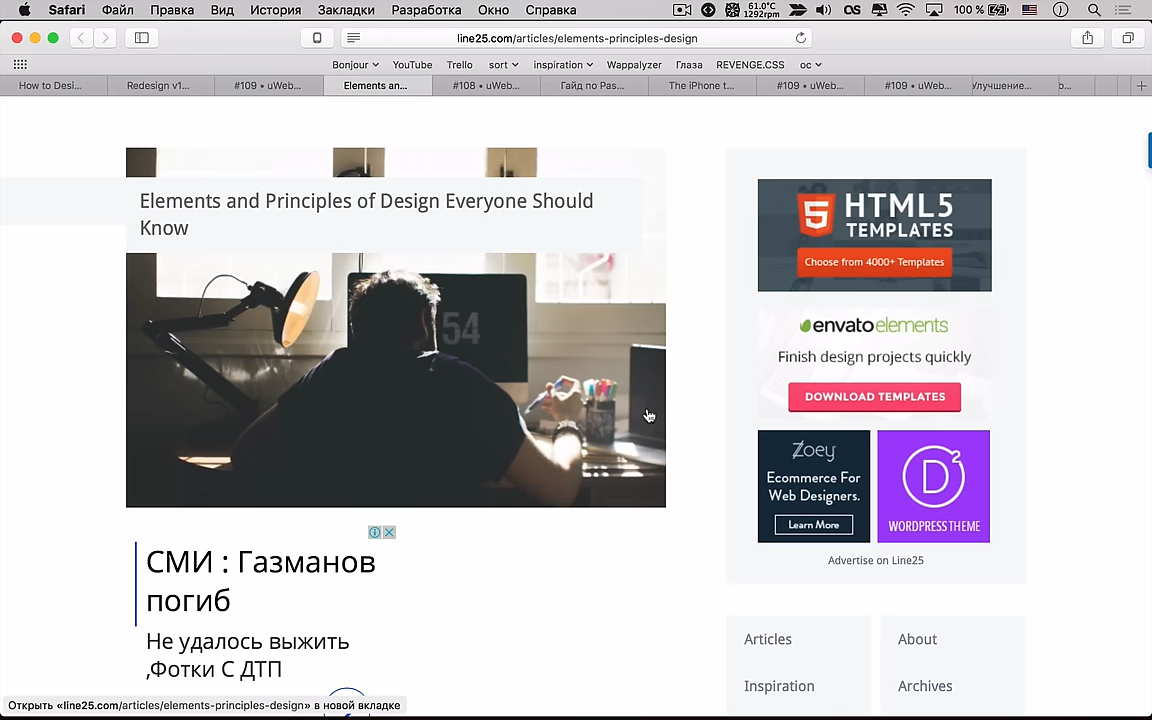 Safari Файл Правка Вид История Закладки Разработка Окно Справка 61.0°C 1292rpm 100 %
line25.com/articles/elements-principles-design
Bonjour YouTube Trello sort inspiration Wappalyzer Глаза REVENGE.CSS ос
How to Desi... Redesign v1... #109 • uWeb... Elements an... #108 • uWeb... Гайд по Pas... The iPhone t... #109 • uWeb... #109 • uWeb... Улучшение...
Elements and Principles of Design Everyone Should
Know
54
HTML5
TEMPLATES
Choose from 4000+ Templates
envato elements
Finish design projects quickly
DOWNLOAD TEMPLATES
Zoey
Ecommerce For
Web Designers.
Learn More
D2
WORDPRESS THEME
Advertise on Line25
СМИ : Газманов
погиб
Не удалось выжить
,Фотки С ДТП
Articles About
Inspiration Archives
Открыть «line25.com/articles/elements-principles-design» в новой вкладке